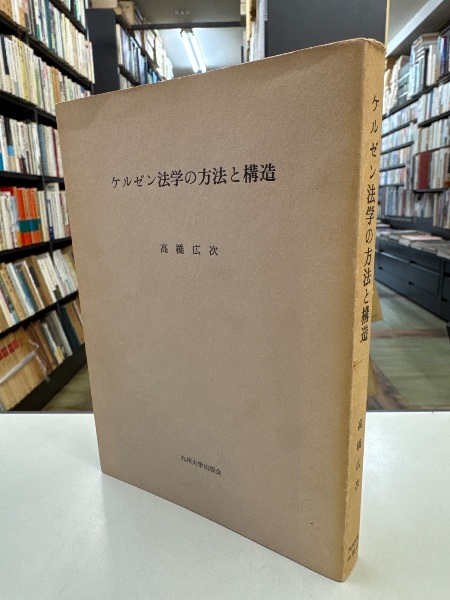 ケルゼン法学の方法と構造
高橋広次
九州大学出版会
ケルゼン法学の方法と構造
高橋広次